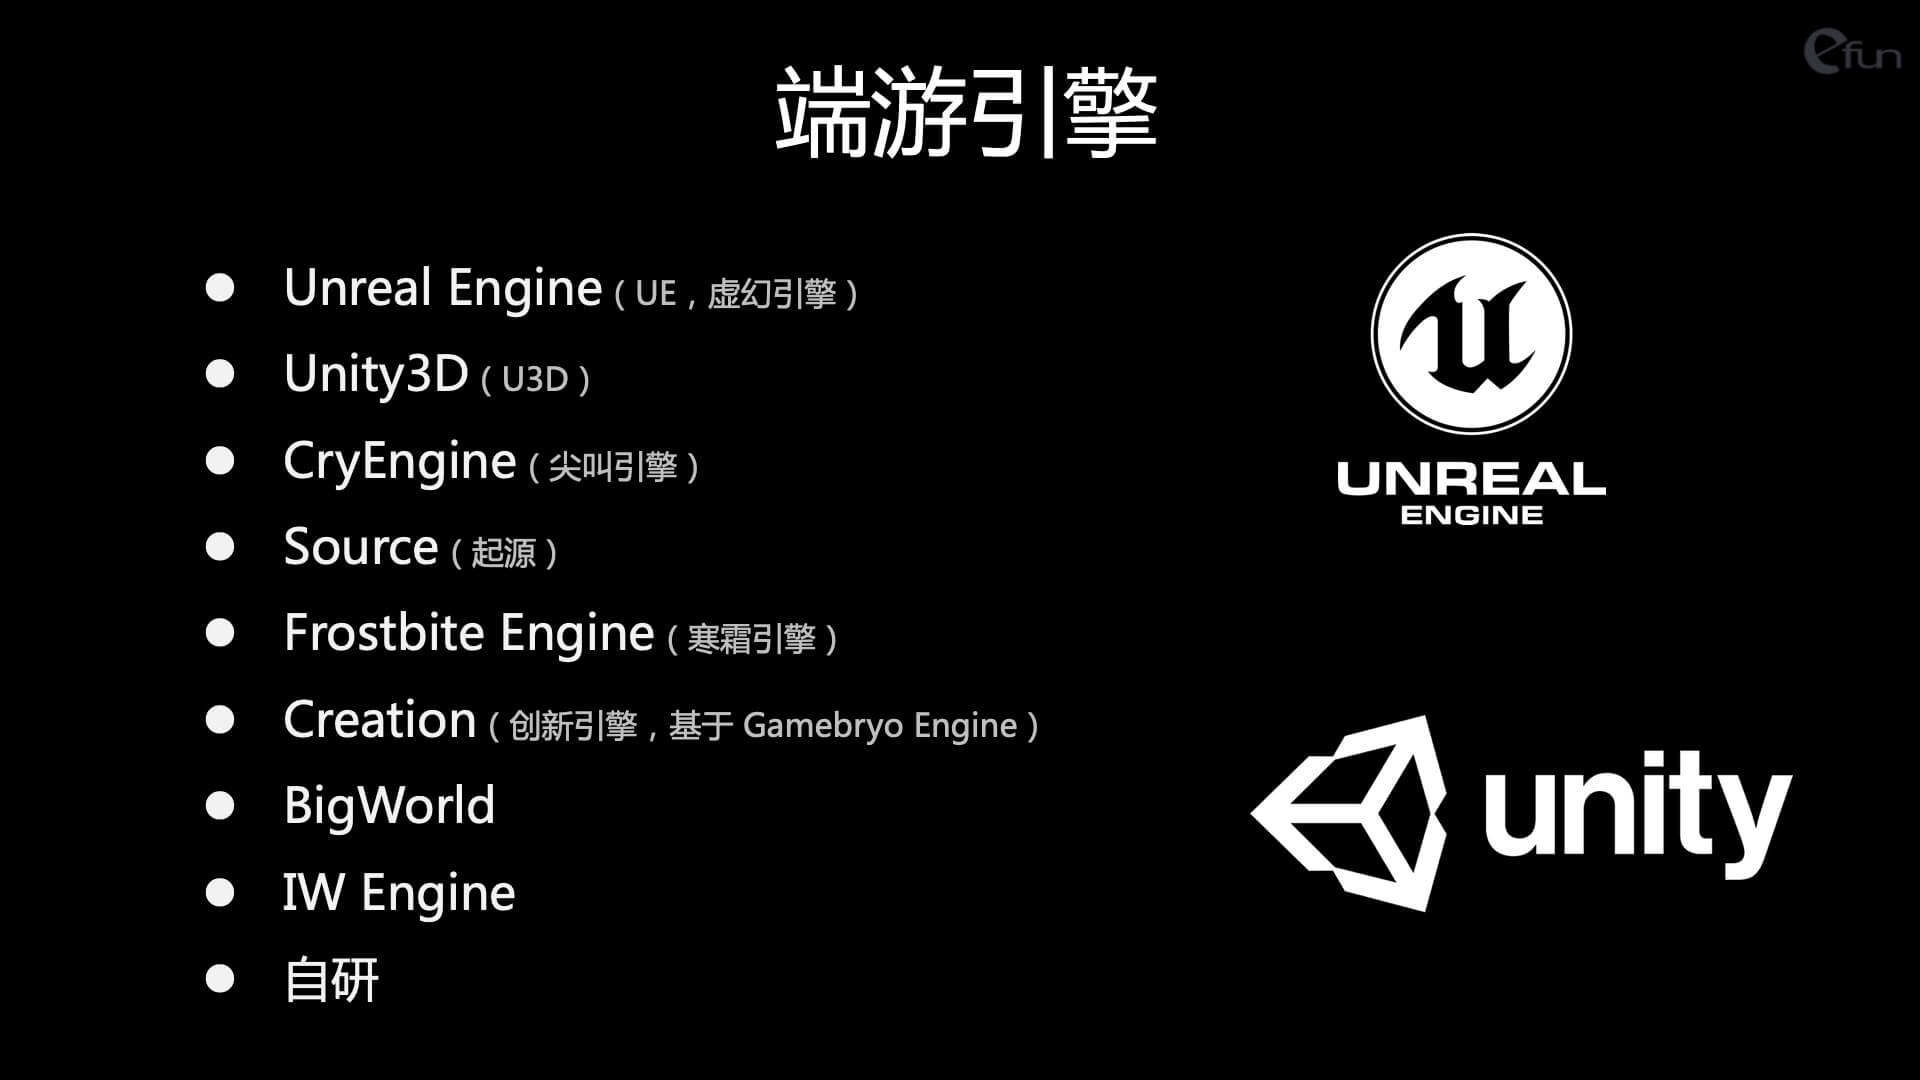 efun
端游引擎
● Unreal Engine（UE，虚幻引擎）
● Unity3D（U3D）
● CryEngine（尖叫引擎）
● Source（起源）
● Frostbite Engine（寒霜引擎）
● Creation（创新引擎，基于 Gamebryo Engine）
● BigWorld
● IW Engine
● 自研
UNREAL
ENGINE
unity